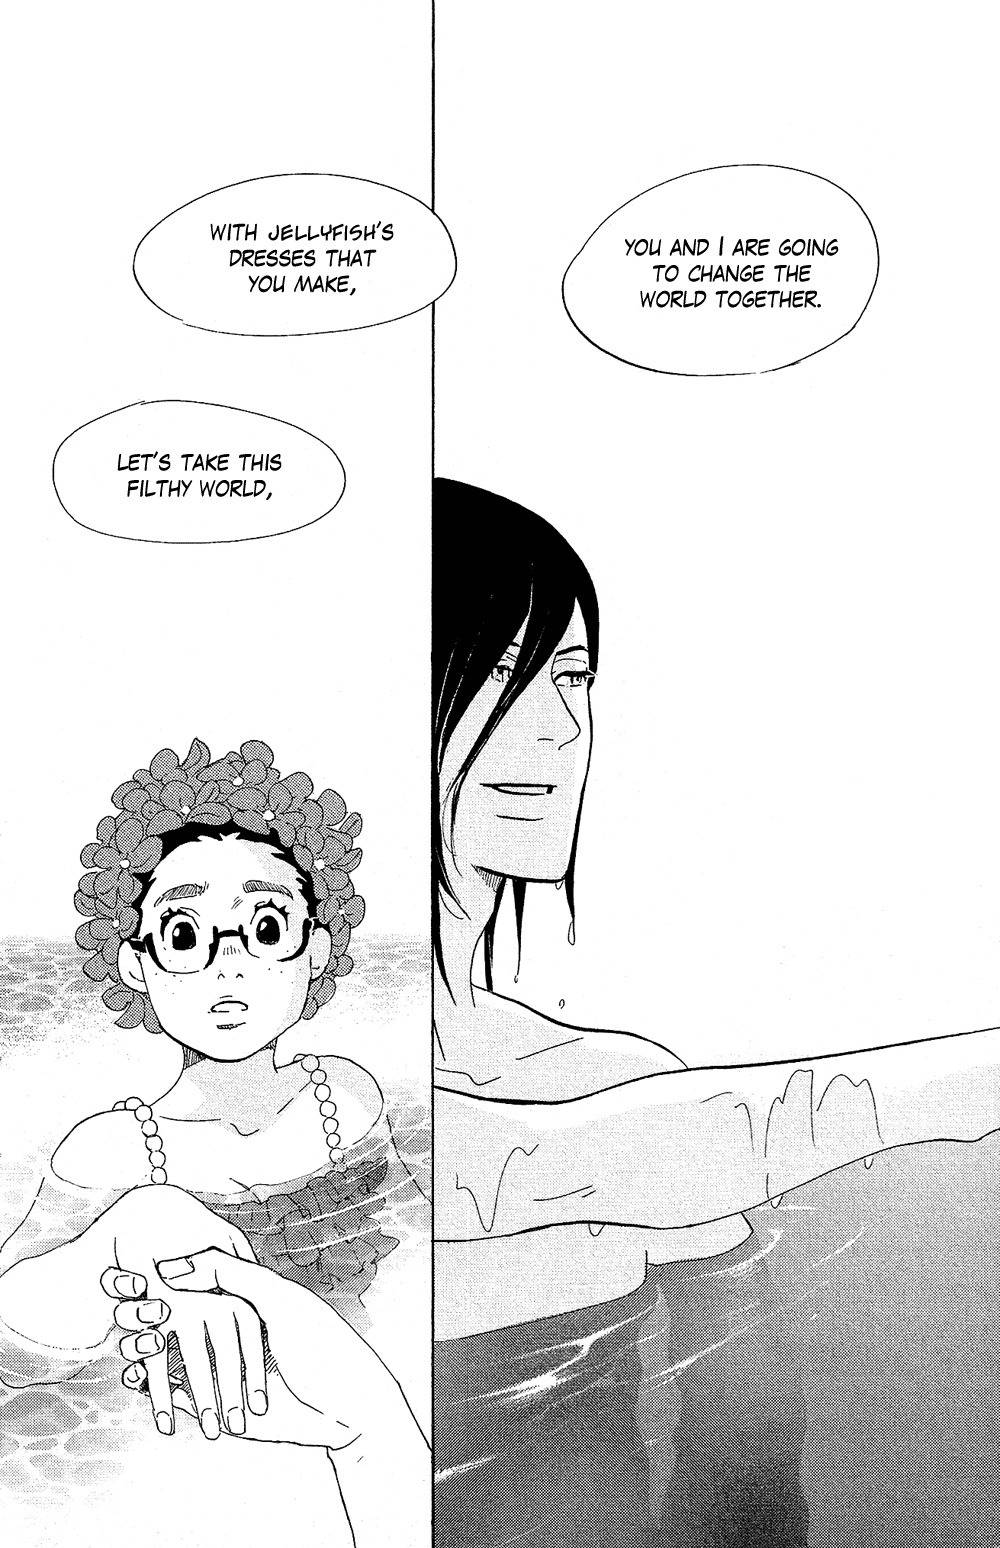 YOU AND I ARE GOING
TO CHANGE THE
WORLD TOGETHER.
WITH JELLYFISH'S
DRESSES THAT
YOU MAKE,
LET'S TAKE THIS
FILTHY WORLD,